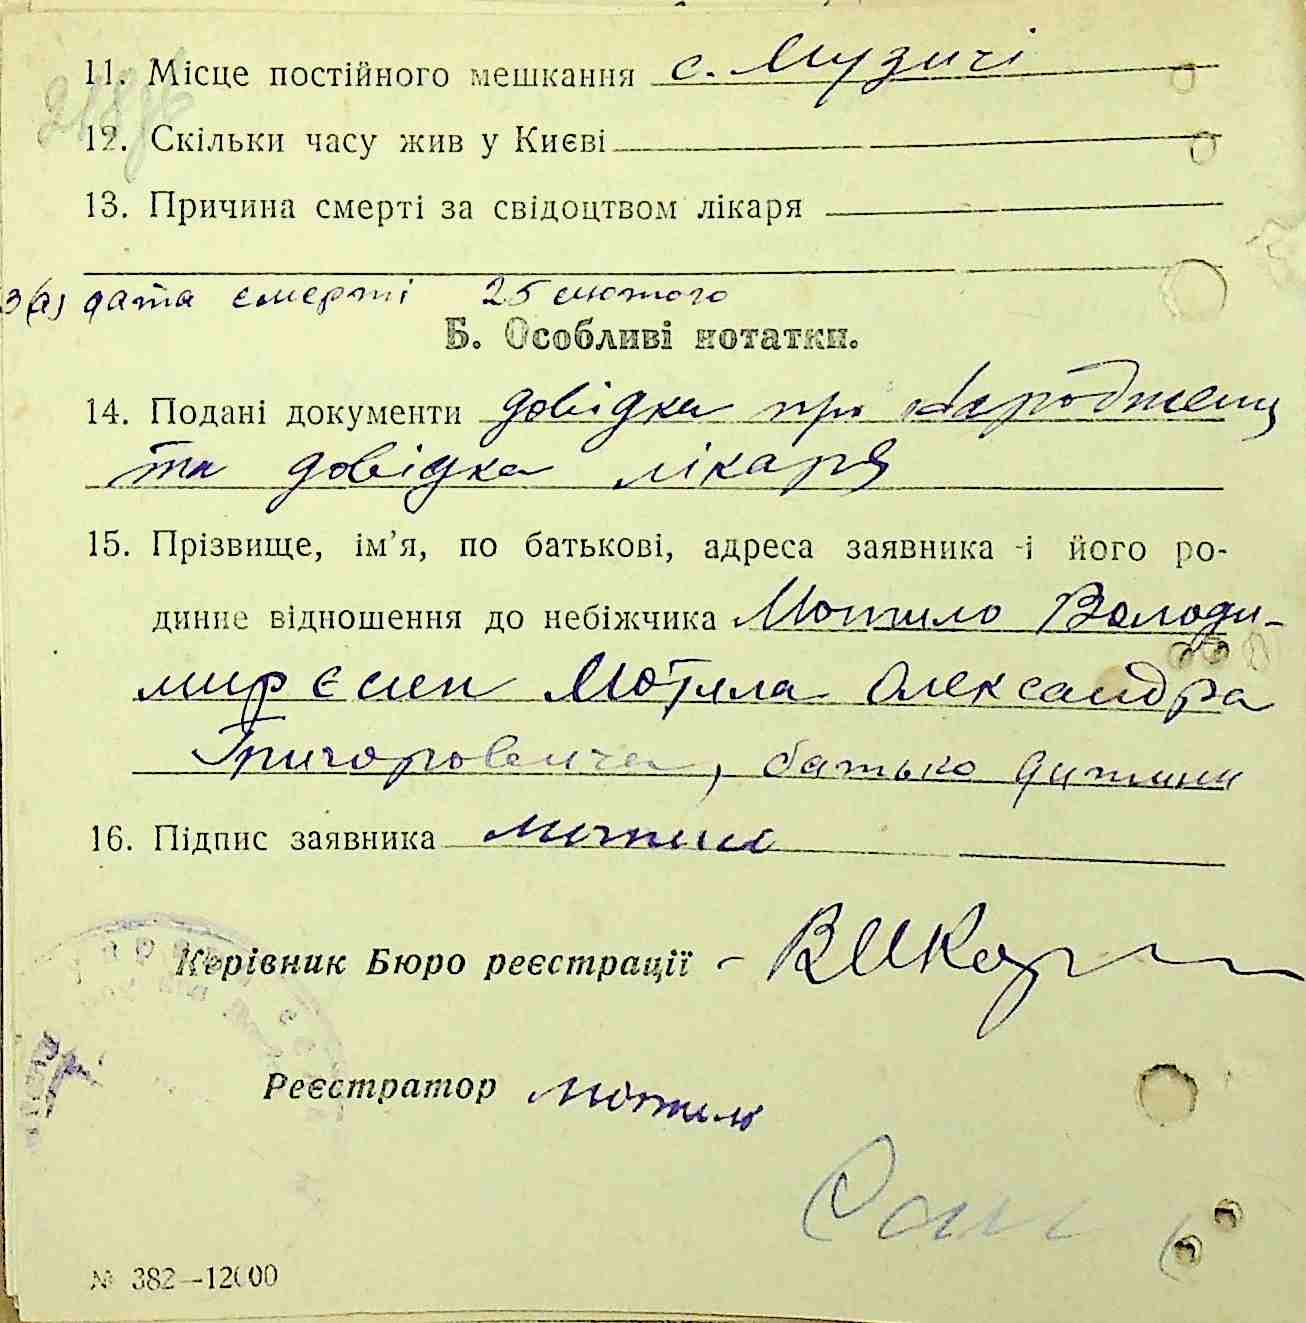 11. Місце постійного мешкання с. Музичі
12. Скільки часу жив у Києві
13. Причина смерті за свідоцтвом лікаря
3(а) дата смерті 25 лютого
Б. Особливі нотатки.
14. Подані документи довідка про народження
та довідка лікаря
15. Прізвище, ім’я, по батькові, адреса заявника і його ро-
динне відношення до небіжчика Мотило Володи-
мир син Мотила Олександра
Григоровича, батько дитини
16. Підпис заявника
Керівник Бюро реєстрації -
Реєстратор
№ 382—12000